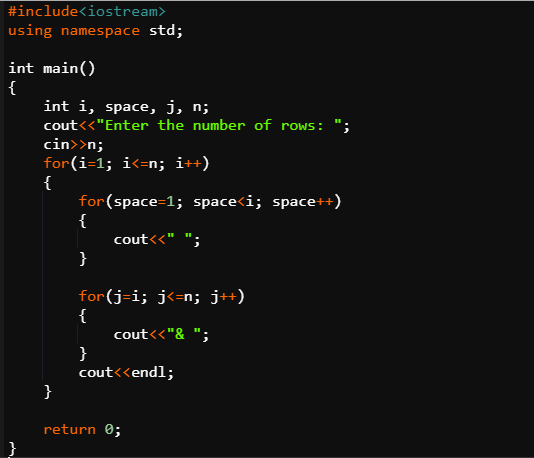 #include<iostream>
using namespace std;

int main()
{
    int i, space, j, n;
    cout<<"Enter the number of rows: ";
    cin>>n;
    for(i=1; i<=n; i++)
    {
        for(space=1; space<i; space++)
        {
            cout<<" ";
        }

        for(j=i; j<=n; j++)
        {
            cout<<"& ";
        }
        cout<<endl;
    }

    return 0;
}